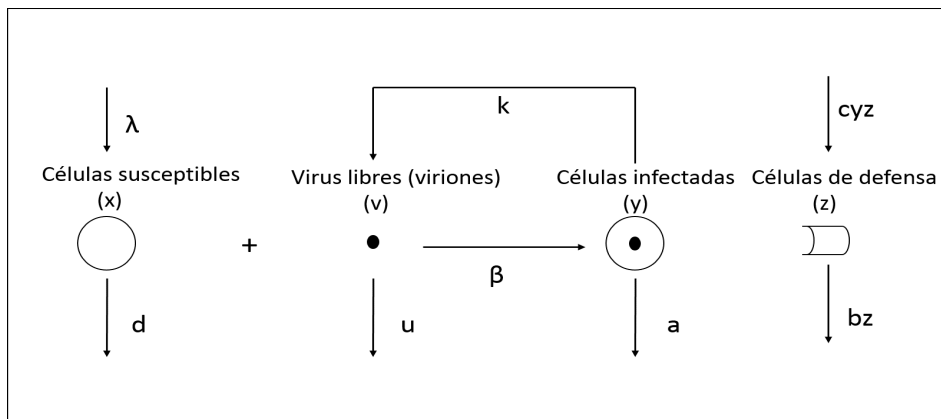 λ
k
cyz
Células susceptibles
(x)
Virus libres (viriones)
(v)
Células infectadas
(y)
Células de defensa
(z)
+
β
d
u
a
bz